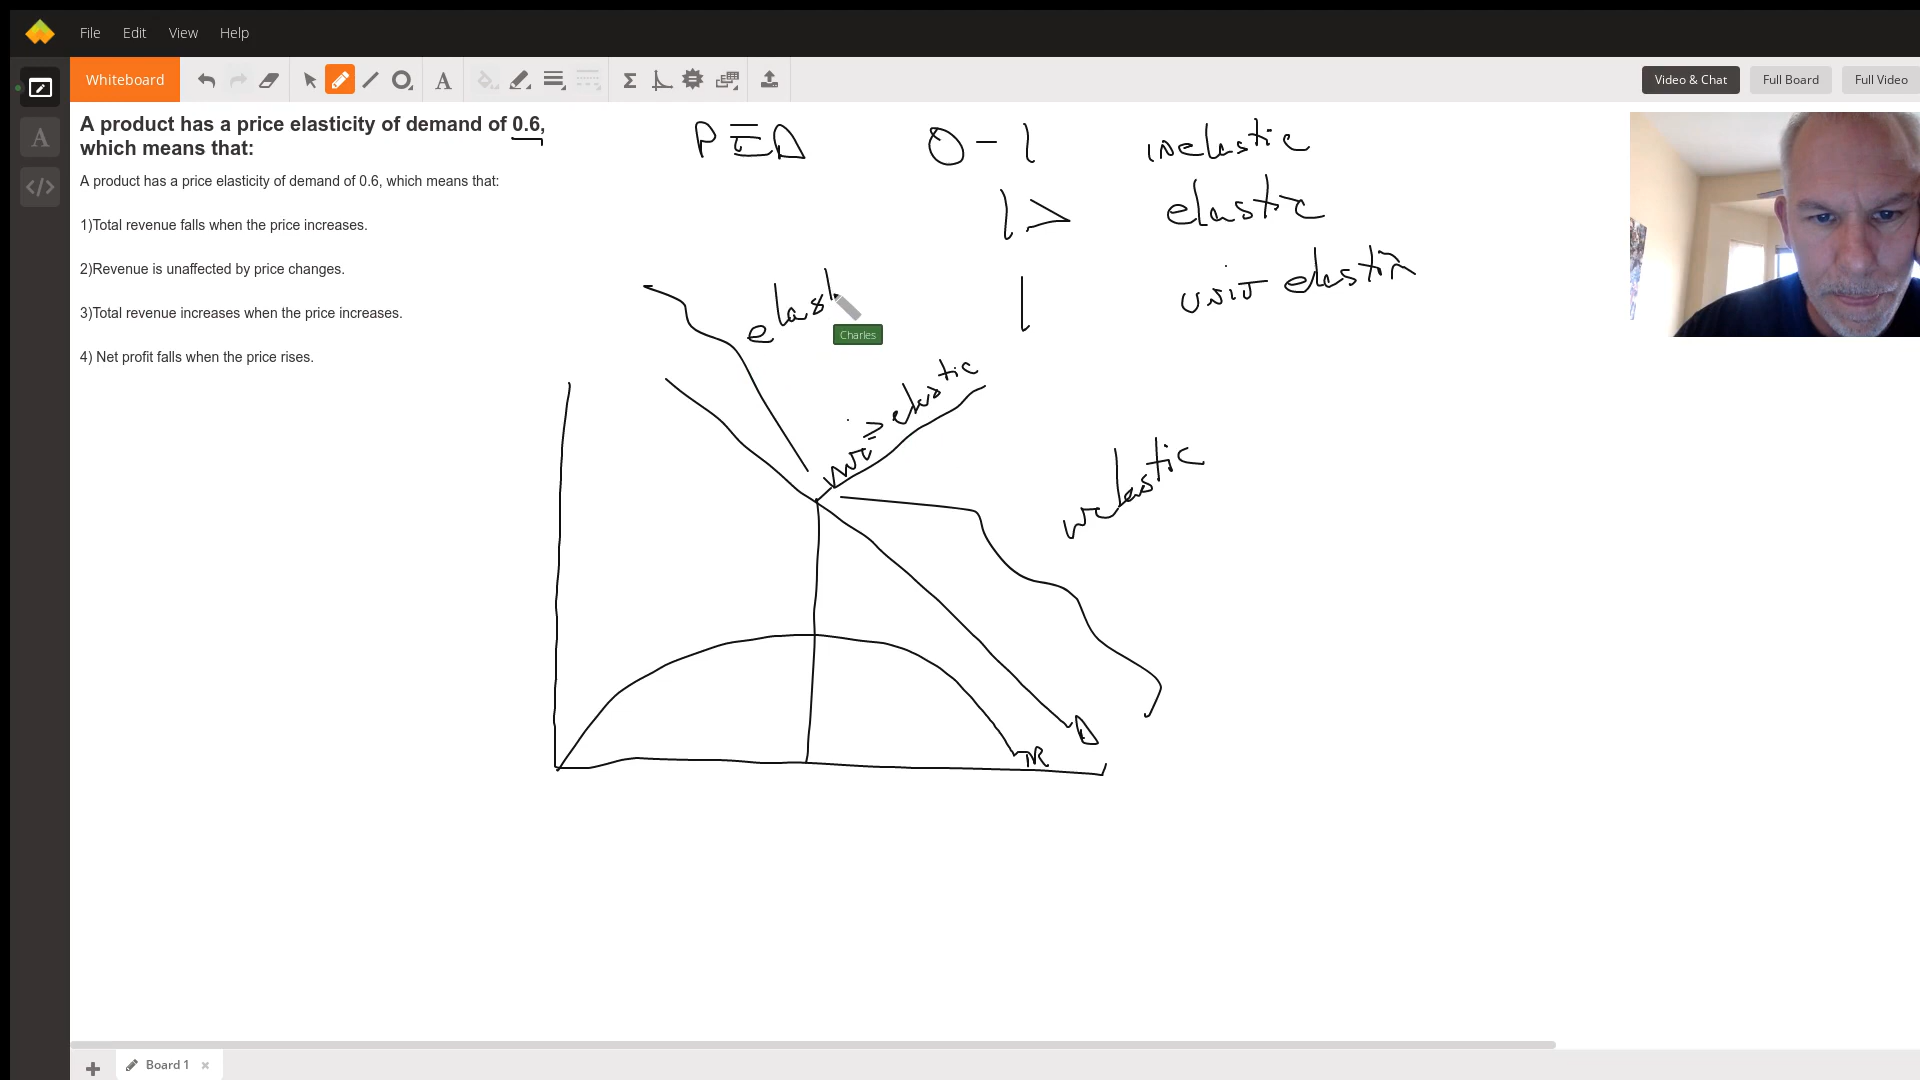 File Edit View Help
Whiteboard A Σ Video & Chat Full Board Full Video
A product has a price elasticity of demand of 0.6,
which means that:
A product has a price elasticity of demand of 0.6, which means that:
1)Total revenue falls when the price increases.
2)Revenue is unaffected by price changes.
3)Total revenue increases when the price increases.
4) Net profit falls when the price rises.
PED 0-1 inelastic
1> elastic
1 unit elastic
elast
Charles
elastic
inelastic
D
TR
Board 1